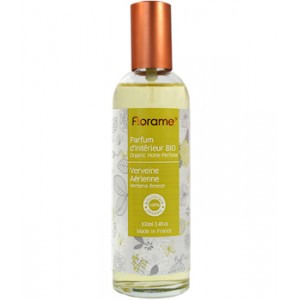 Florame
Parfum
d'intérieur BIO
Organic Home Perfume
Verveine
Aérienne
Verbena Breeze
100ml 3.4fl.oz
Made in France